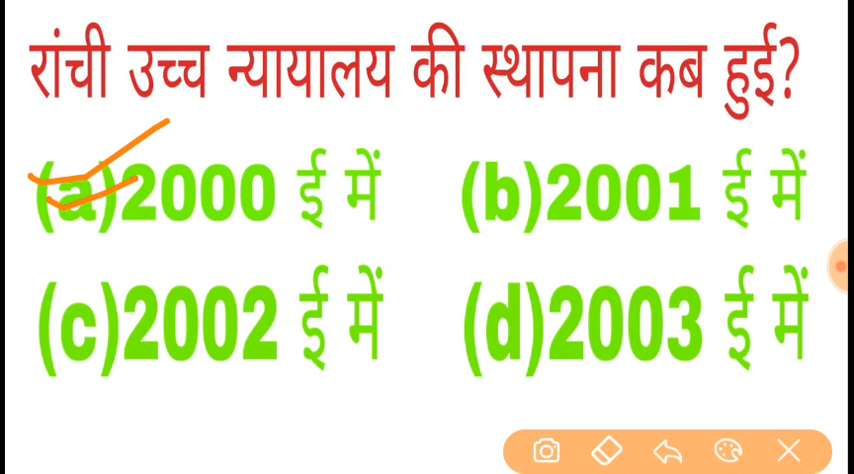 रांची उच्च न्यायालय की स्थापना कब हुई?
(a)2000 ई में (b)2001 ई में
(c)2002 ई में (d)2003 ई में